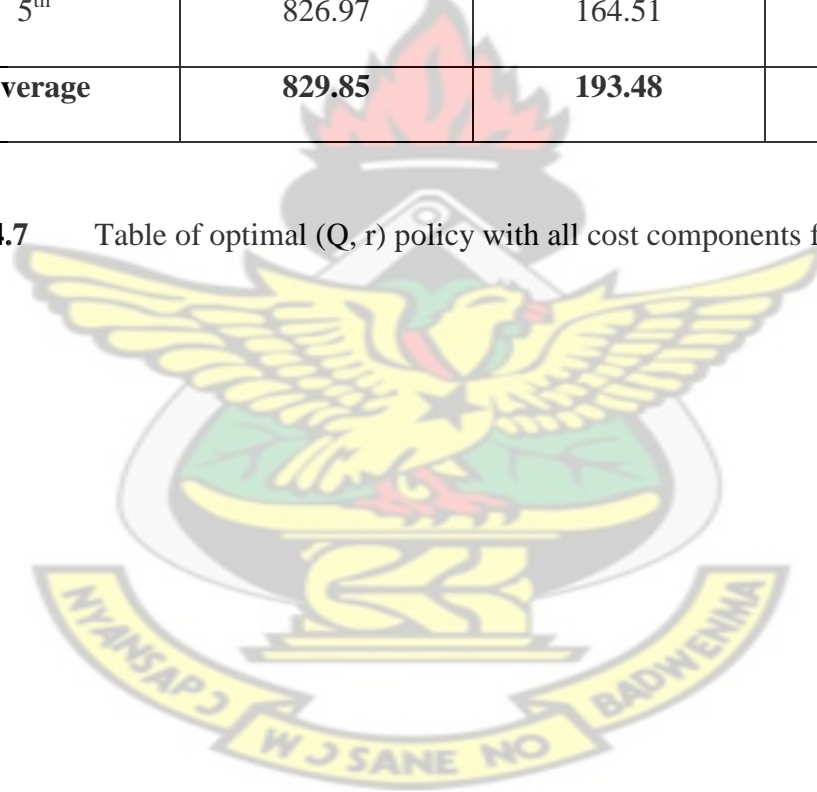 5th 826.97 164.51
verage 829.85 193.48
4.7 Table of optimal (Q, r) policy with all cost components f
NYANSAPƆ
W Ɔ SANE NO
BADWENMA